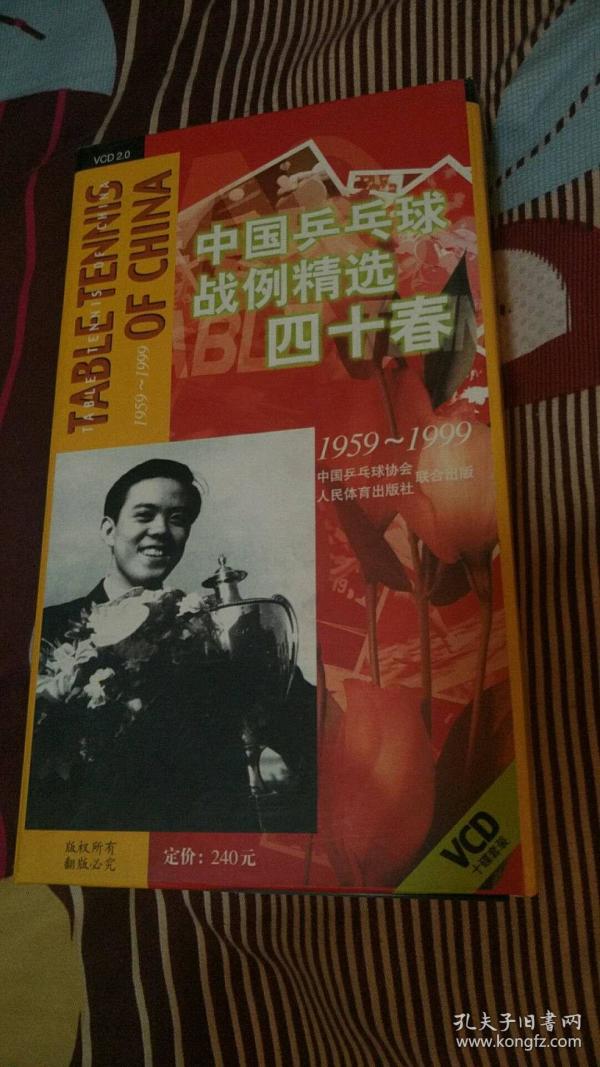 VCD 2.0
TABLE TENNIS
OF CHINA
TABLE TENNIS OF CHINA
1959~1999
中国乒乓球
战例精选
四十春
1959~1999
中国乒乓球协会
人民体育出版社
联合出版
版权所有
翻版必究
定价：240元
VCD
十碟套装
孔夫子旧书网
www.kongfz.com